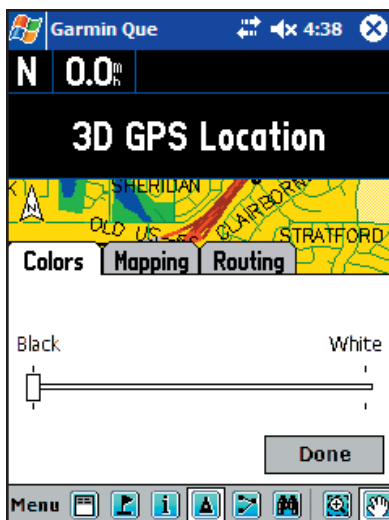 Garmin Que 4:38
N 0.0 m h
3D GPS Location
SHERIDAN
N
CLAIRBORN
OLD US
STRATFORD
Colors Mapping Routing
Black White
Done
Menu